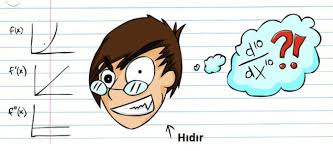 f(x)
f'(x)
f''(x)
d¹⁰
dx¹⁰
?!
Hıdır